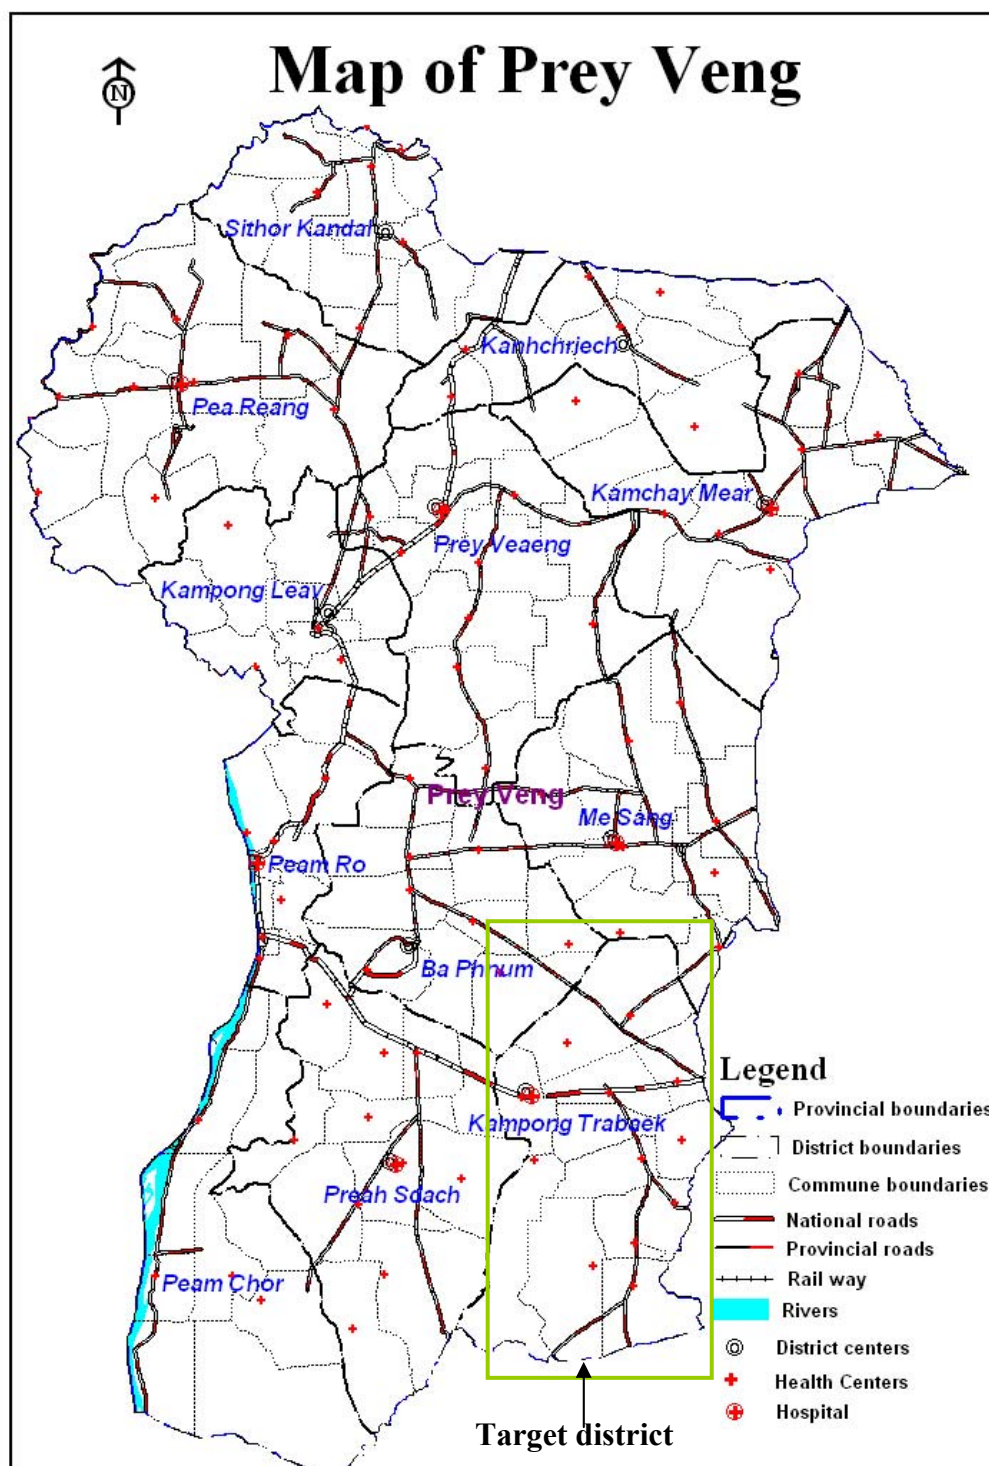 Map of Prey Veng
N
Sithor Kandal
Kanhchriech
Pea Reang
Kamchay Mear
Prey Veaeng
Kampong Leav
Prey Veng
Me Sang
Peam Ro
Ba Phnum
Kampong Trabaek
Preah Sdach
Peam Chor
Legend
Provincial boundaries
District boundaries
Commune boundaries
National roads
Provincial roads
Rail way
Rivers
District centers
Health Centers
Hospital
Target district